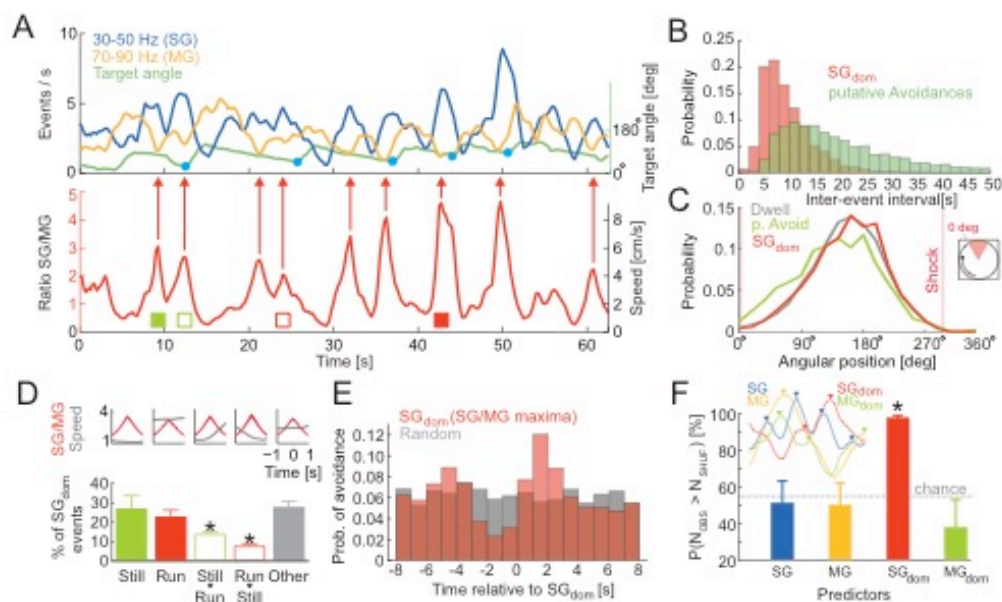 A
30-50 Hz (SG)
70-90 Hz (MG)
Target angle
Events / s
10
5
0
180°
0°
Target angle [deg]
Ratio SG/MG
5
4
3
2
1
0
Speed [cm/s]
8
6
4
2
0
0 10 20 30 40 50 60
Time [s]
B
SGdom
putative Avoidances
Probability
0.2
0.15
0.1
0.05
0
0 5 10 15 20 25 30 35 40 45 50
Inter-event interval[s]
C
Dwell
p. Avoid
SGdom
Shock
0 deg
Probability
0.15
0.1
0.05
0
0° 90° 180° 270° 360°
Angular position [deg]
D
SG/MG
Speed
4
2
−1 0 1
Time [s]
% of SGdom
events
40
30
20
10
0
* *
Still Run Still Run Other
Run Still
E
SGdom (SG/MG maxima)
Random
Prob. of avoidance
0.12
0.1
0.08
0.06
0.04
0.02
0
-8 -6 -4 -2 0 2 4 6 8
Time relative to SGdom [s]
F
SG SGdom
MG MGdom
*
chance
P(NOBS > NSHUF) [%]
100
80
60
40
20
SG MG SGdom MGdom
Predictors